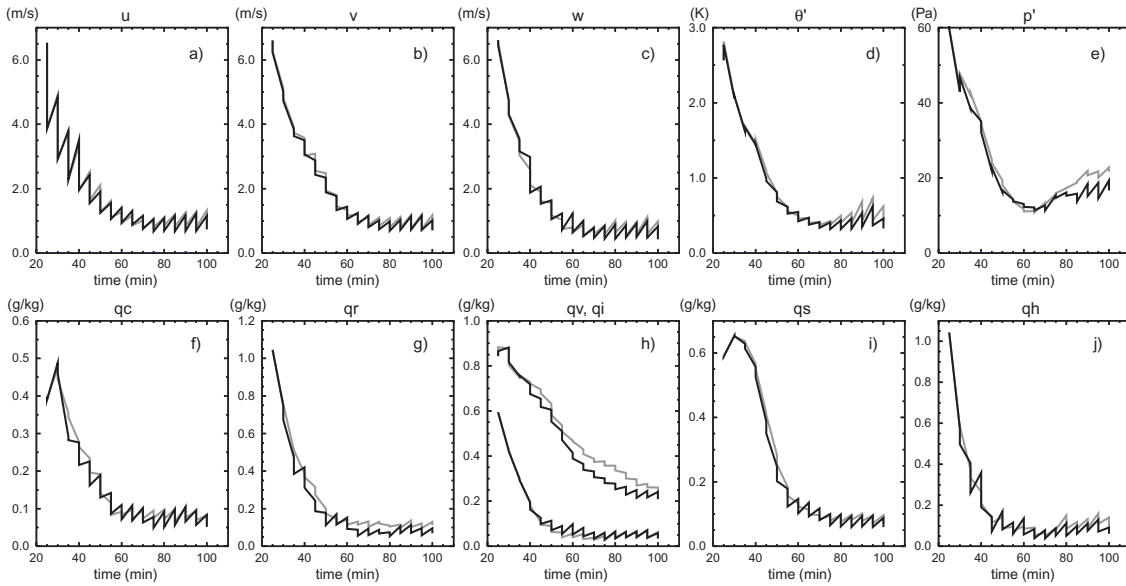 (m/s) u (m/s) v (m/s) w (K) θ' (Pa) p'
a) b) c) d) e)
6.0 6.0 6.0 3.0 60
4.0 4.0 4.0 2.0 40
2.0 2.0 2.0 1.0 20
0.0 0.0 0.0 0.0 0
20 40 60 80 100 20 40 60 80 100 20 40 60 80 100 20 40 60 80 100 20 40 60 80 100
time (min) time (min) time (min) time (min) time (min)
(g/kg) qc (g/kg) qr (g/kg) qv, qi (g/kg) qs (g/kg) qh
f) g) h) i) j)
0.6 1.2 1.0 1.0
0.5 1.0 0.8 0.6 0.8
0.4 0.8 0.6 0.6
0.3 0.6 0.4 0.4 0.4
0.2 0.4 0.2 0.2 0.2
0.1 0.2
0.0 0.0 0.0 0.0 0.0
20 40 60 80 100 20 40 60 80 100 20 40 60 80 100 20 40 60 80 100 20 40 60 80 100
time (min) time (min) time (min) time (min) time (min)